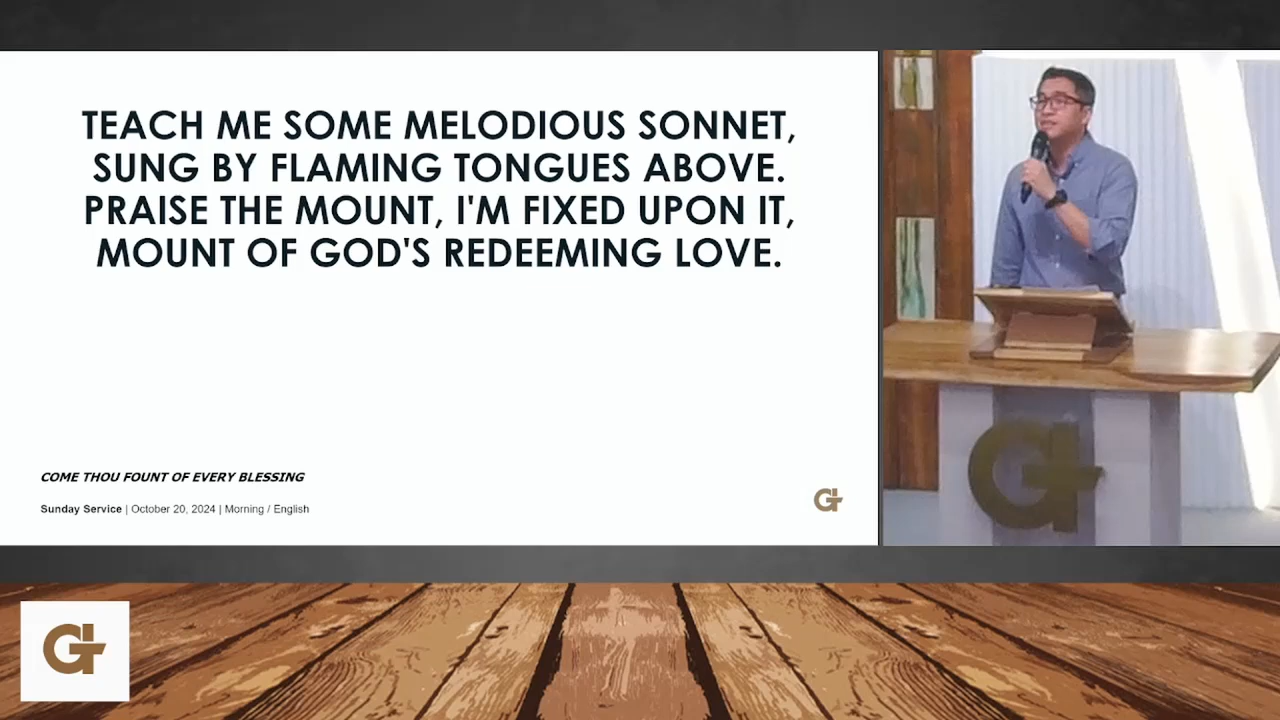 TEACH ME SOME MELODIOUS SONNET,
SUNG BY FLAMING TONGUES ABOVE.
PRAISE THE MOUNT, I'M FIXED UPON IT,
MOUNT OF GOD'S REDEEMING LOVE.
COME THOU FOUNT OF EVERY BLESSING
Sunday Service | October 20, 2024 | Morning / English